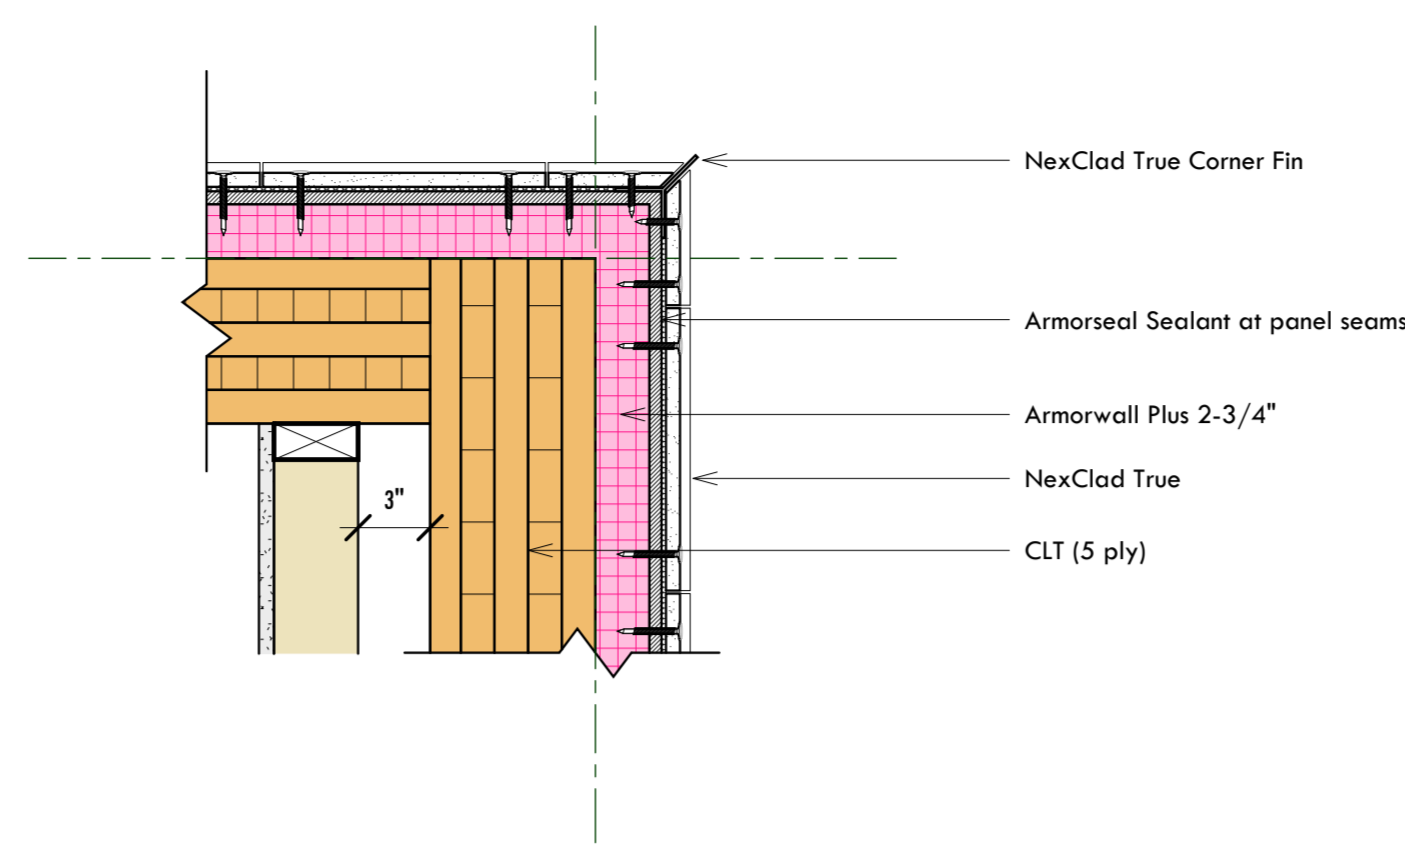 NexClad True Corner Fin
Armorseal Sealant at panel seams
Armorwall Plus 2-3/4"
NexClad True
3"
CLT (5 ply)